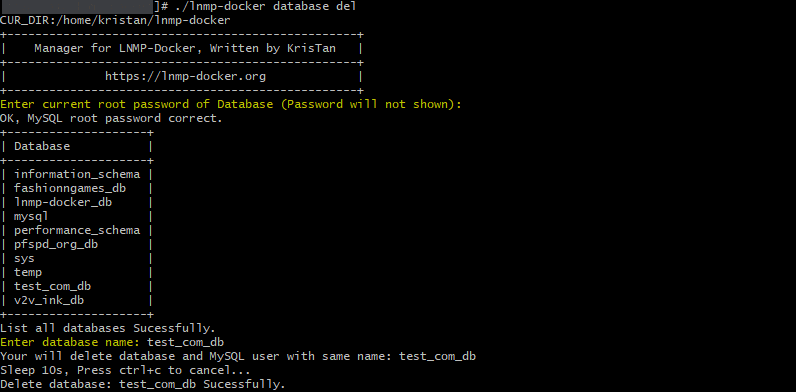 ]# ./lnmp-docker database del
CUR_DIR:/home/kristan/lnmp-docker
+--------------------------------------------------+
|    Manager for LNMP-Docker, Written by KrisTan   |
+--------------------------------------------------+
|              https://lnmp-docker.org             |
+--------------------------------------------------+
Enter current root password of Database (Password will not shown):
OK, MySQL root password correct.
+--------------------+
| Database           |
+--------------------+
| information_schema |
| fashionngames_db   |
| lnmp-docker_db     |
| mysql              |
| performance_schema |
| pfspd_org_db       |
| sys                |
| temp               |
| test_com_db        |
| v2v_ink_db         |
+--------------------+
List all databases Sucessfully.
Enter database name: test_com_db
Your will delete database and MySQL user with same name: test_com_db
Sleep 10s, Press ctrl+c to cancel...
Delete database: test_com_db Sucessfully.